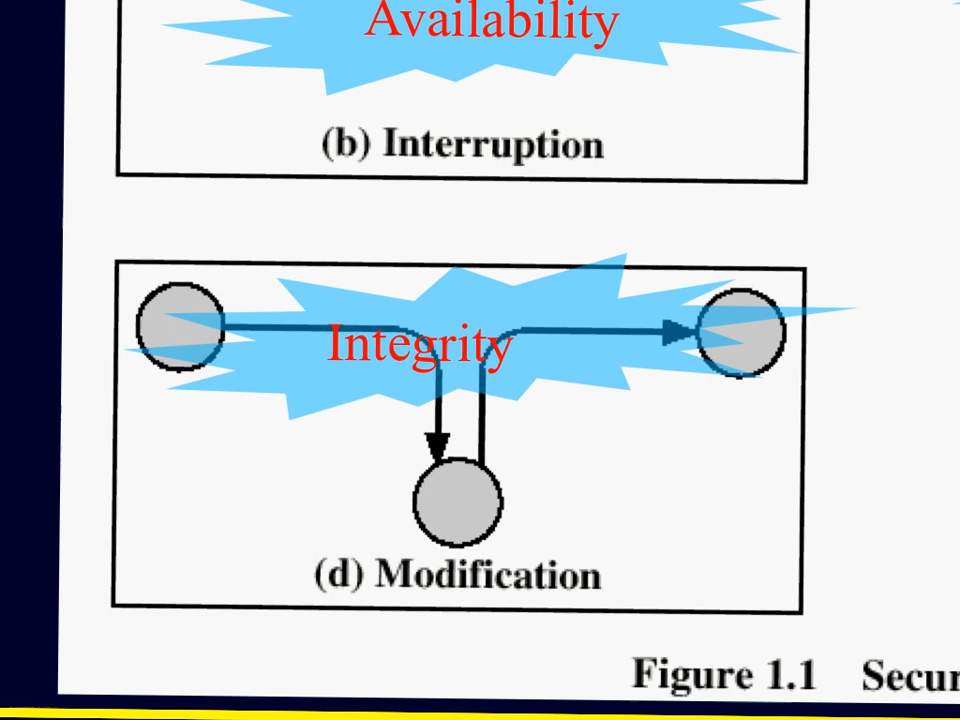 Availability
(b) Interruption
Integrity
(d) Modification
Figure 1.1